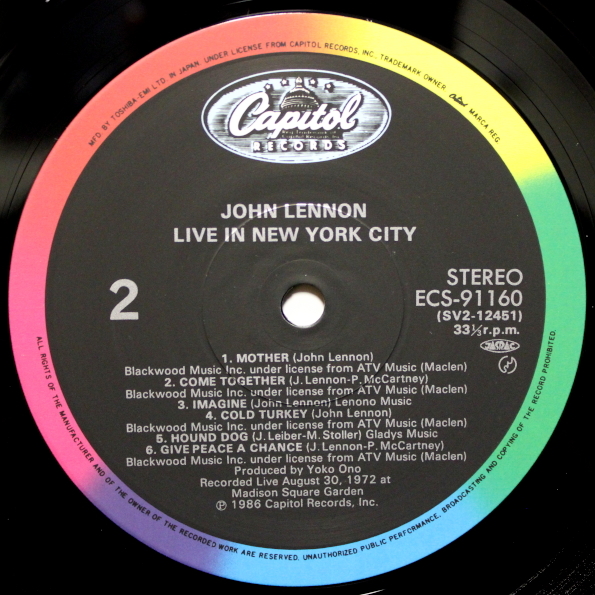 MFD. BY TOSHIBA-EMI LTD. IN JAPAN. UNDER LICENSE FROM CAPITOL RECORDS, INC., TRADEMARK OWNER. Capitol MARCA REG.
Capitol
RECORDS
JOHN LENNON
LIVE IN NEW YORK CITY
2
STEREO
ECS-91160
(SV2-12451)
33⅓r.p.m.
JASRAC
1. MOTHER (John Lennon)
Blackwood Music Inc. under license from ATV Music (Maclen)
2. COME TOGETHER (J.Lennon-P.McCartney)
Blackwood Music Inc. under license from ATV Music (Maclen)
3. IMAGINE (John Lennon) Lenono Music
4. COLD TURKEY (John Lennon)
Blackwood Music Inc. under license from ATV Music (Maclen)
5. HOUND DOG (J.Leiber-M.Stoller) Gladys Music
6. GIVE PEACE A CHANCE (J.Lennon-P.McCartney)
Blackwood Music Inc. under license from ATV Music (Maclen)
Produced by Yoko Ono
Recorded Live August 30, 1972 at
Madison Square Garden
℗ 1986 Capitol Records, Inc.
ALL RIGHTS OF THE MANUFACTURER AND OF THE OWNER OF THE RECORDED WORK ARE RESERVED. UNAUTHORIZED PUBLIC PERFORMANCE, BROADCASTING AND COPYING OF THE RECORD PROHIBITED.